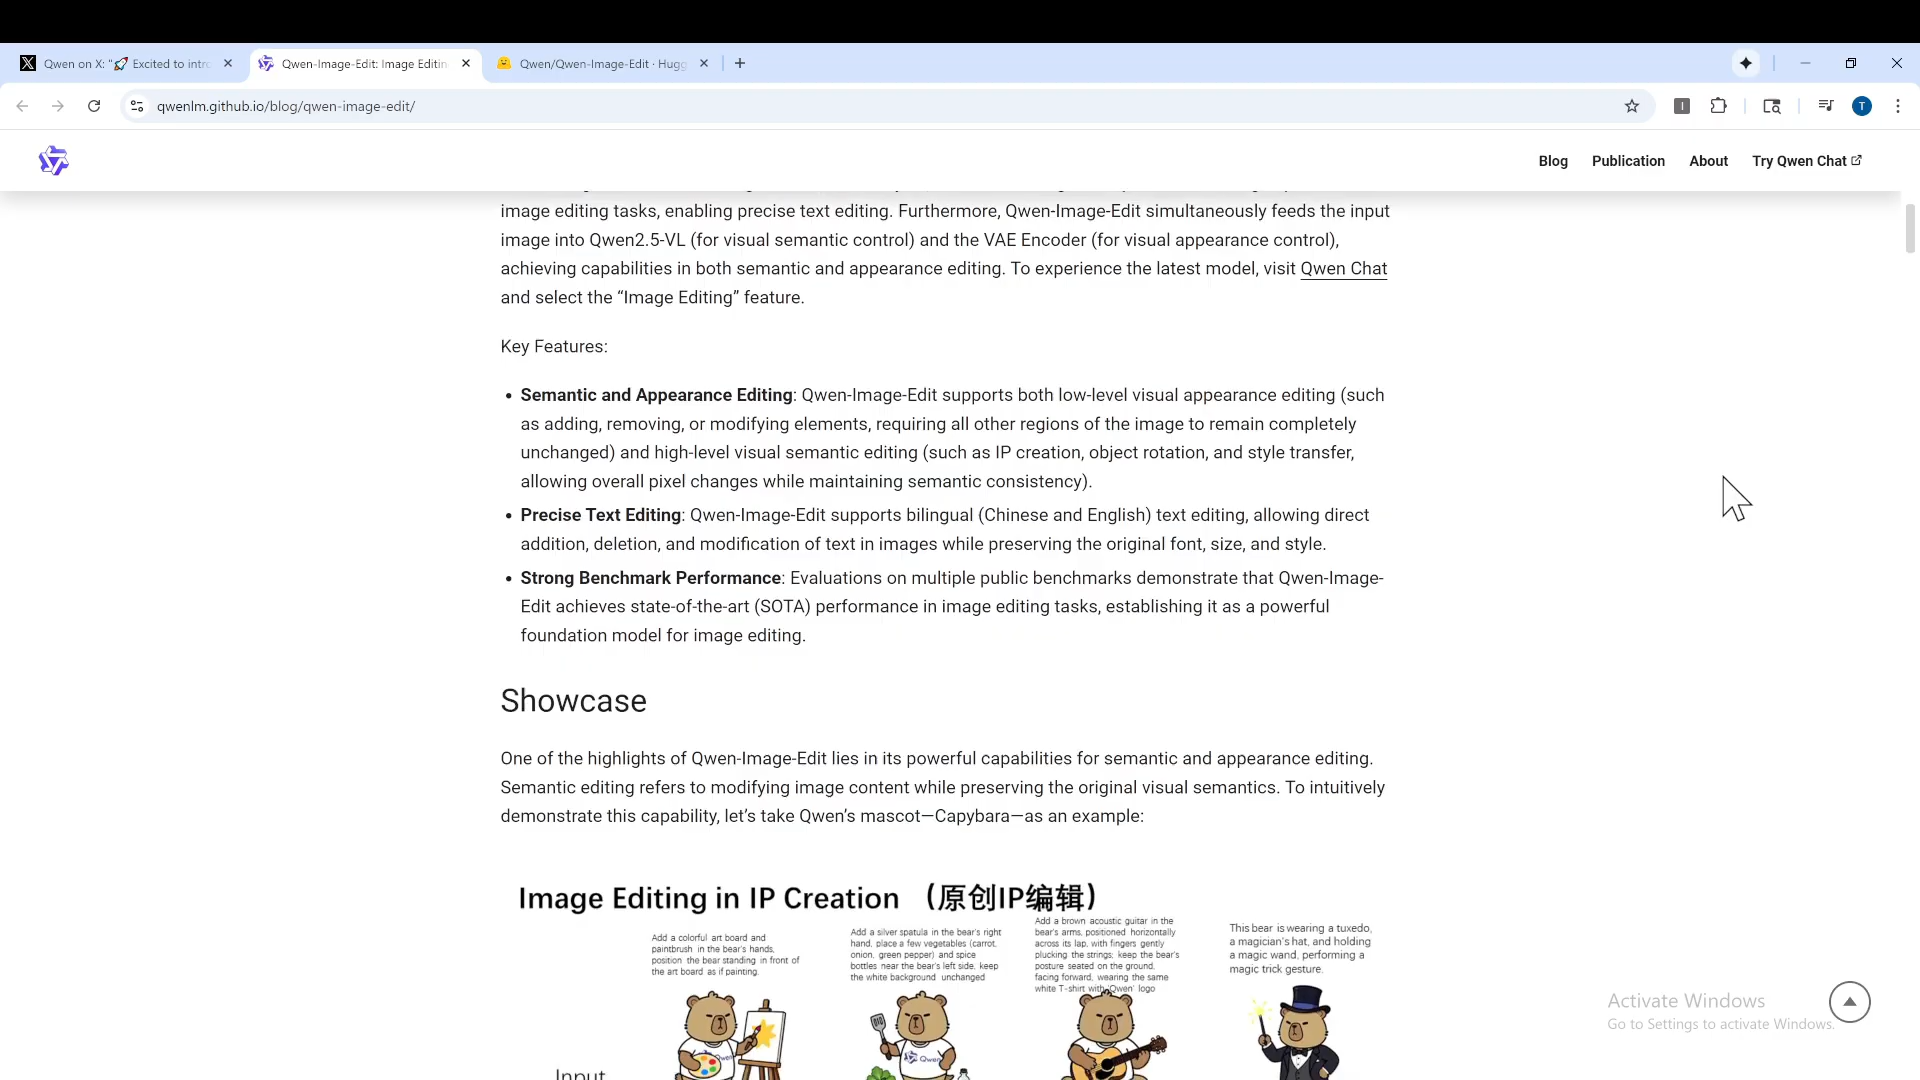 Qwen on X: "🚀 Excited to intro
Qwen-Image-Edit: Image Editin
Qwen/Qwen-Image-Edit · Hugg
qwenlm.github.io/blog/qwen-image-edit/
T
Blog
Publication
About
Try Qwen Chat
image editing tasks, enabling precise text editing. Furthermore, Qwen-Image-Edit simultaneously feeds the input
image into Qwen2.5-VL (for visual semantic control) and the VAE Encoder (for visual appearance control),
achieving capabilities in both semantic and appearance editing. To experience the latest model, visit Qwen Chat
and select the “Image Editing” feature.
Key Features:
• Semantic and Appearance Editing: Qwen-Image-Edit supports both low-level visual appearance editing (such
as adding, removing, or modifying elements, requiring all other regions of the image to remain completely
unchanged) and high-level visual semantic editing (such as IP creation, object rotation, and style transfer,
allowing overall pixel changes while maintaining semantic consistency).
• Precise Text Editing: Qwen-Image-Edit supports bilingual (Chinese and English) text editing, allowing direct
addition, deletion, and modification of text in images while preserving the original font, size, and style.
• Strong Benchmark Performance: Evaluations on multiple public benchmarks demonstrate that Qwen-Image-
Edit achieves state-of-the-art (SOTA) performance in image editing tasks, establishing it as a powerful
foundation model for image editing.
Showcase
One of the highlights of Qwen-Image-Edit lies in its powerful capabilities for semantic and appearance editing.
Semantic editing refers to modifying image content while preserving the original visual semantics. To intuitively
demonstrate this capability, let’s take Qwen’s mascot—Capybara—as an example:
Image Editing in IP Creation （原创IP编辑）
Add a colorful art board and
paintbrush in the bear's hands,
position the bear standing in front of
the art board as if painting.
Add a silver spatula in the bear's right
hand, place a few vegetables (carrot,
onion, green pepper) and spice
bottles near the bear's left side, keep
the white background unchanged
Add a brown acoustic guitar in the
bear's arms, positioned horizontally
across its lap, with fingers gently
plucking the strings; keep the bear's
posture seated on the ground,
facing forward, wearing the same
white T-shirt with 'Qwen' logo
This bear is wearing a tuxedo,
a magician's hat, and holding
a magic wand, performing a
magic trick gesture.
Qwen
Input
Activate Windows
Go to Settings to activate Windows.